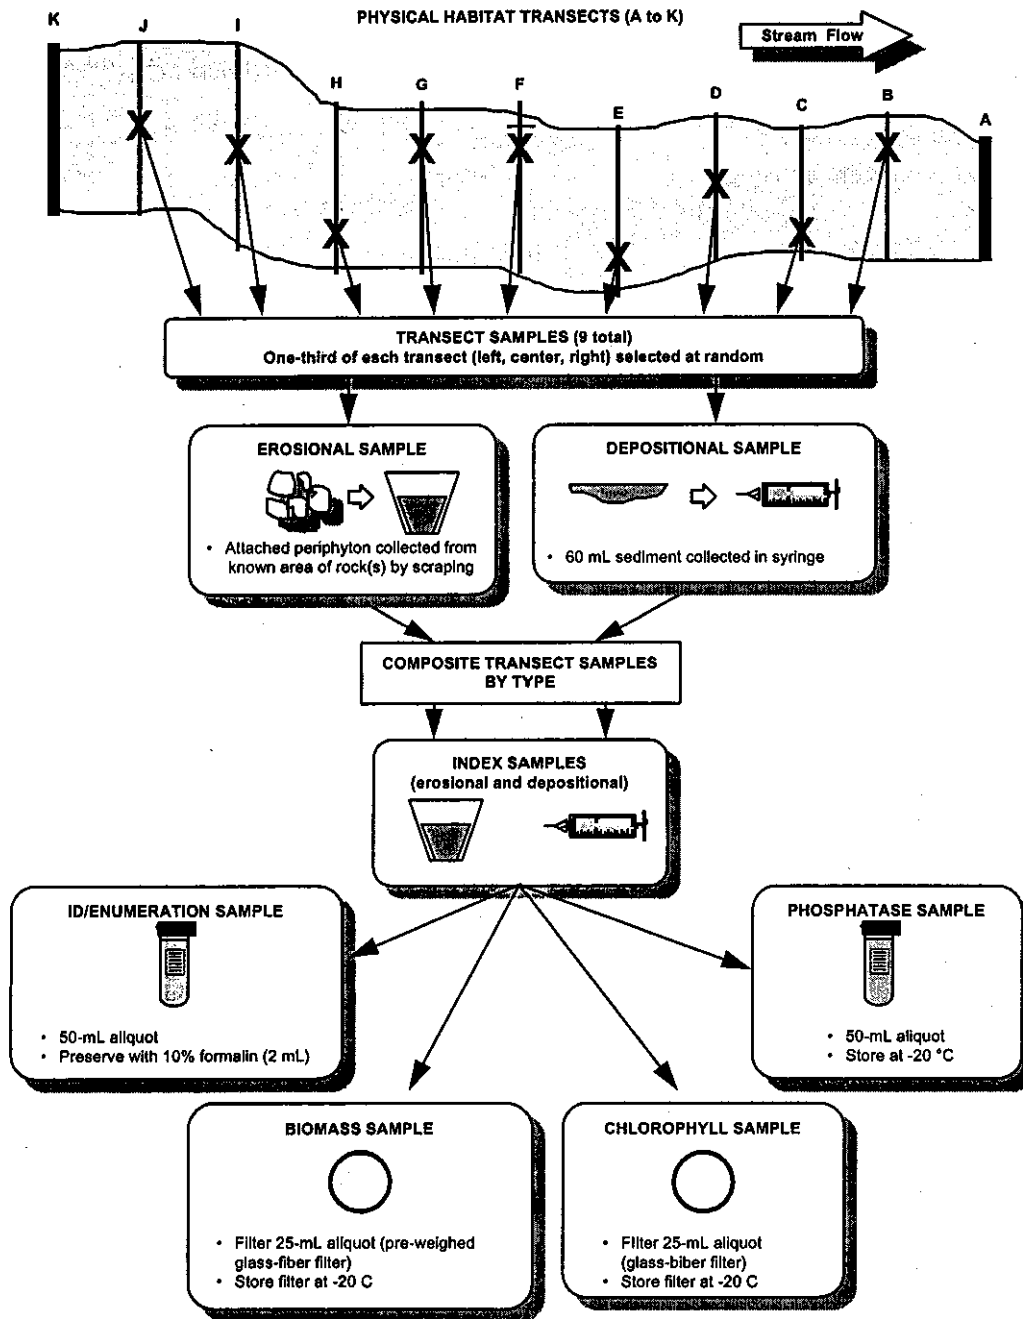 PHYSICAL HABITAT TRANSECTS (A to K)
Stream Flow
K
J
I
H
G
F
E
D
C
B
A
TRANSECT SAMPLES (9 total)
One-third of each transect (left, center, right) selected at random
EROSIONAL SAMPLE
• Attached periphyton collected from
known area of rock(s) by scraping
DEPOSITIONAL SAMPLE
• 60 mL sediment collected in syringe
COMPOSITE TRANSECT SAMPLES
BY TYPE
INDEX SAMPLES
(erosional and depositional)
ID/ENUMERATION SAMPLE
• 50-mL aliquot
• Preserve with 10% formalin (2 mL)
PHOSPHATASE SAMPLE
• 50-mL aliquot
• Store at -20 °C
BIOMASS SAMPLE
• Filter 25-mL aliquot (pre-weighed
glass-fiber filter)
• Store filter at -20 C
CHLOROPHYLL SAMPLE
• Filter 25-mL aliquot
(glass-biber filter)
• Store filter at -20 C